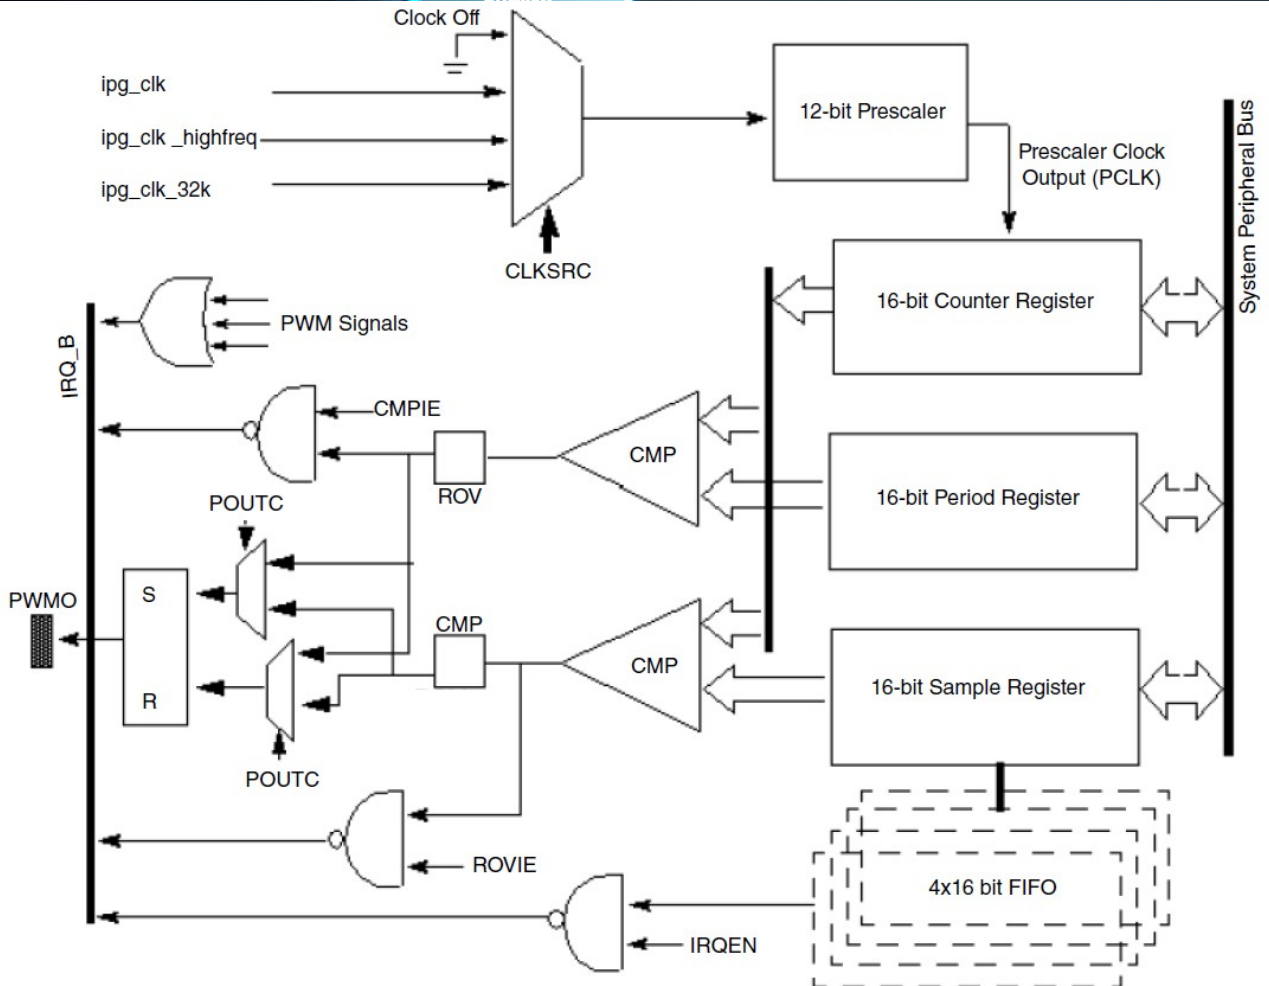 Clock Off
ipg_clk
ipg_clk _highfreq
ipg_clk_32k
CLKSRC
12-bit Prescaler
Prescaler Clock
Output (PCLK)
System Peripheral Bus
16-bit Counter Register
PWM Signals
IRQ_B
CMPIE
CMP
ROV
16-bit Period Register
POUTC
S
R
PWMO
CMP
CMP
16-bit Sample Register
POUTC
ROVIE
4x16 bit FIFO
IRQEN